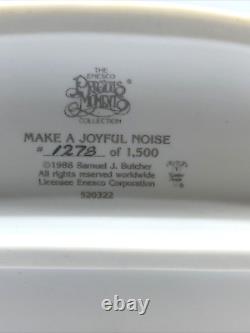 THE
ENESCO
PRECIOUS
MOMENTS®
COLLECTION
MAKE A JOYFUL NOISE
# 1278 of 1,500
©1988 Samuel J. Butcher
All rights reserved worldwide
Licensee Enesco Corporation
520322